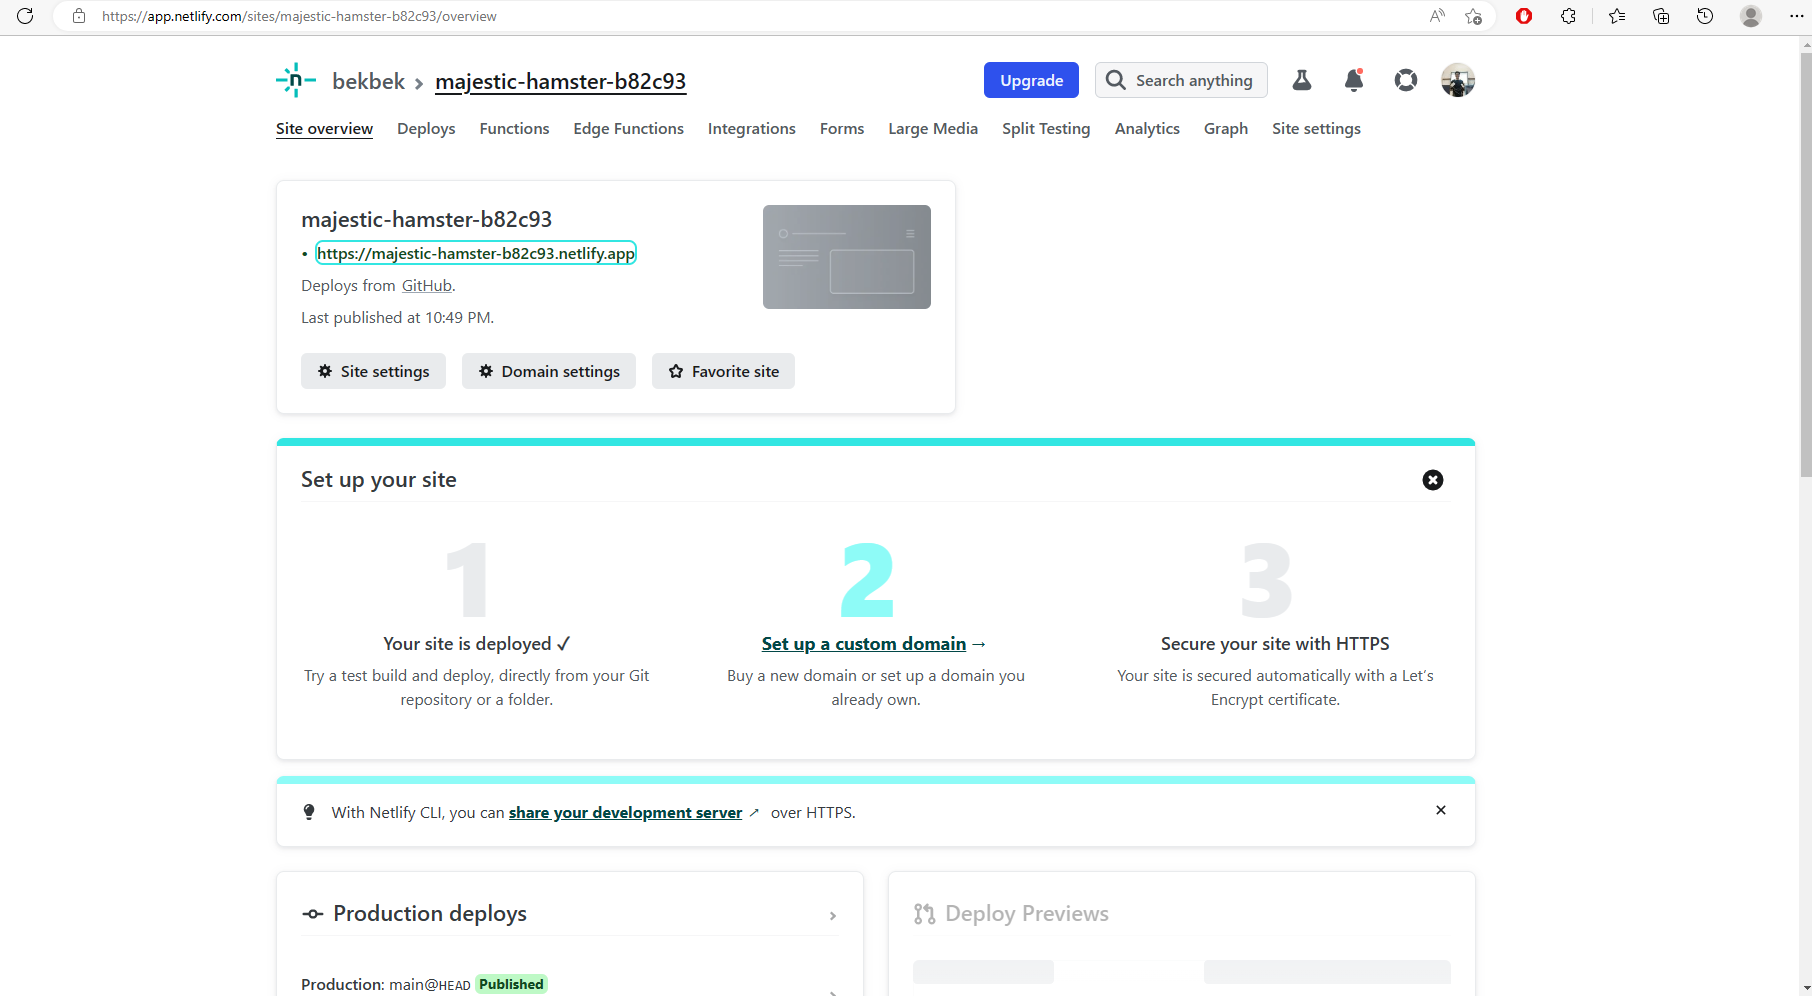 https://app.netlify.com/sites/majestic-hamster-b82c93/overview
bekbek > majestic-hamster-b82c93
Upgrade
Search anything
Site overview Deploys Functions Edge Functions Integrations Forms Large Media Split Testing Analytics Graph Site settings
majestic-hamster-b82c93
• https://majestic-hamster-b82c93.netlify.app
Deploys from GitHub.
Last published at 10:49 PM.
Site settings Domain settings Favorite site
Set up your site
1
Your site is deployed ✓
Try a test build and deploy, directly from your Git
repository or a folder.
2
Set up a custom domain →
Buy a new domain or set up a domain you
already own.
3
Secure your site with HTTPS
Your site is secured automatically with a Let’s
Encrypt certificate.
With Netlify CLI, you can share your development server ↗ over HTTPS.
Production deploys
Production: main@HEAD Published
Deploy Previews